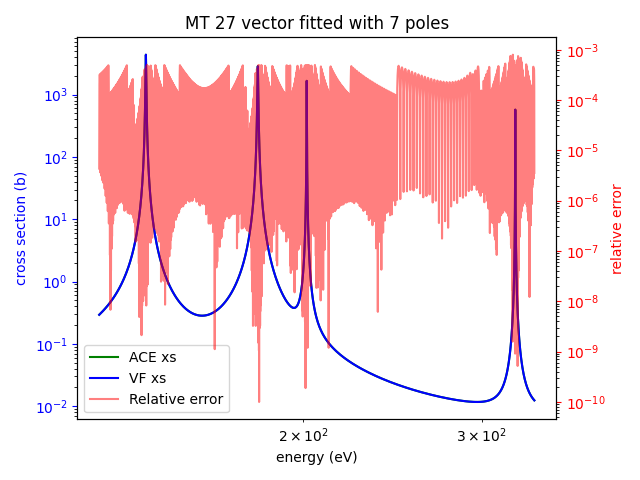 MT 27 vector fitted with 7 poles
10³
10²
10¹
10⁰
10⁻¹
10⁻²
cross section (b)
10⁻³
10⁻⁴
10⁻⁵
10⁻⁶
10⁻⁷
10⁻⁸
10⁻⁹
10⁻¹⁰
relative error
ACE xs
VF xs
Relative error
2 × 10²
3 × 10²
energy (eV)